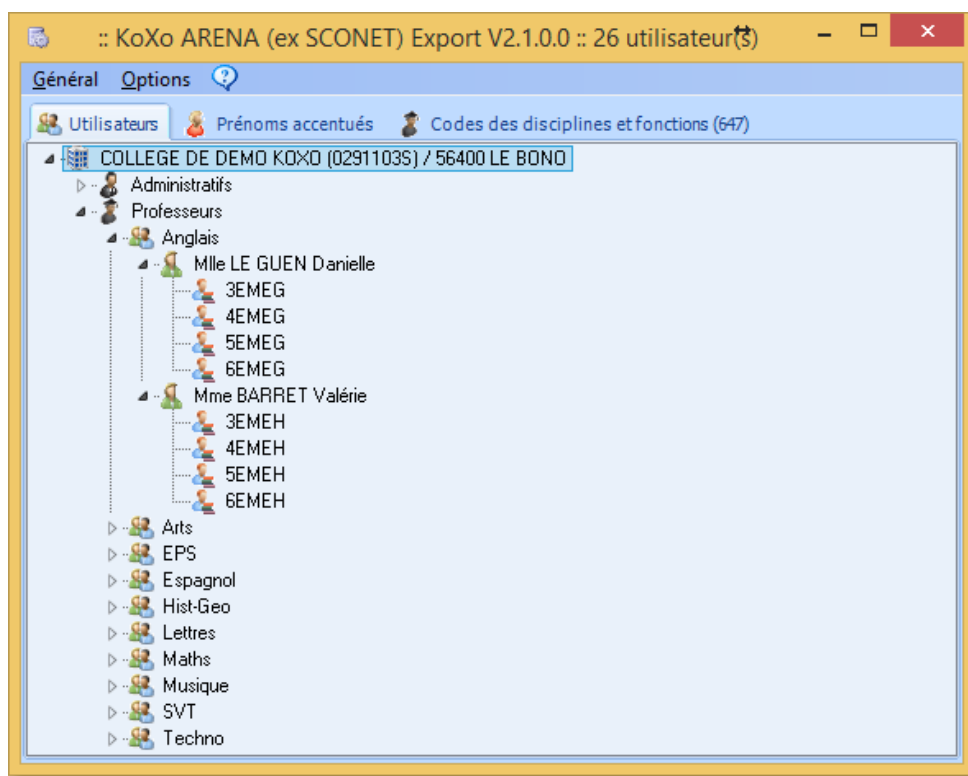 :: KoXo ARENA (ex SCONET) Export V2.1.0.0 :: 26 utilisateur(s)
Général Options
Utilisateurs Prénoms accentués Codes des disciplines et fonctions (647)
COLLEGE DE DEMO KOXO (0291103S) / 56400 LE BONO
Administratifs
Professeurs
Anglais
Mlle LE GUEN Danielle
3EMEG
4EMEG
5EMEG
6EMEG
Mme BARRET Valérie
3EMEH
4EMEH
5EMEH
6EMEH
Arts
EPS
Espagnol
Hist-Geo
Lettres
Maths
Musique
SVT
Techno